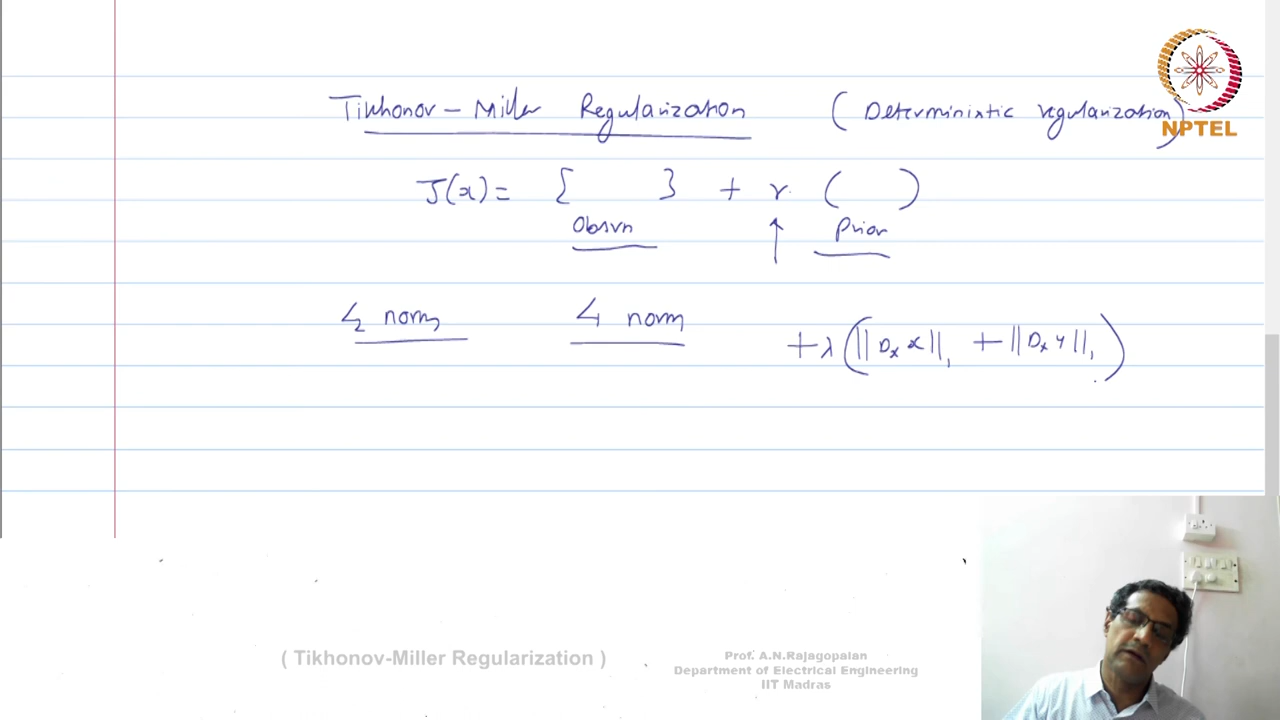 Tikhonov - Miller Regularization ( Deterministic regularization )
NPTEL
J(x) = { } + r ( )
Obsvn Prior
L2 norm L1 norm +λ(||Dx x||1 + ||Dx y||1)
( Tikhonov-Miller Regularization )
Prof. A.N.Rajagopalan
Department of Electrical Engineering
IIT Madras